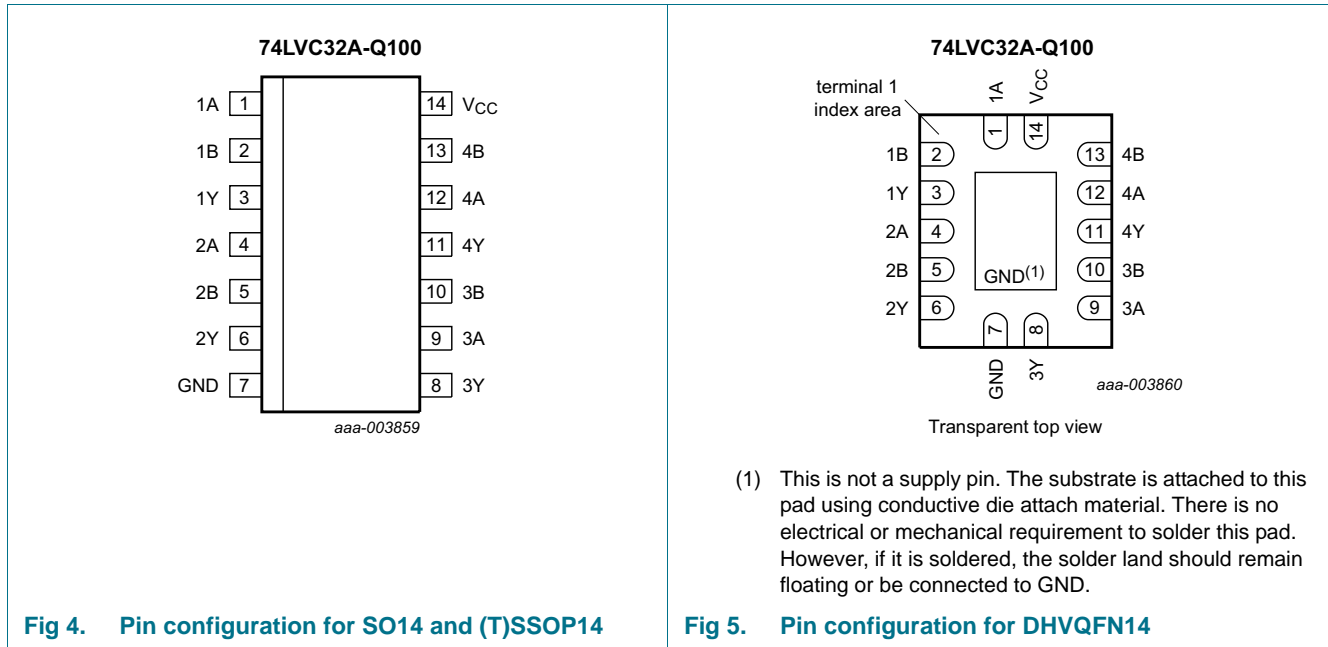 74LVC32A-Q100
1A 1 14 VCC
1B 2 13 4B
1Y 3 12 4A
2A 4 11 4Y
2B 5 10 3B
2Y 6 9 3A
GND 7 8 3Y
aaa-003859
Fig 4. Pin configuration for SO14 and (T)SSOP14
74LVC32A-Q100
terminal 1
index area
1A VCC
1 14
1B 2 13 4B
1Y 3 12 4A
2A 4 11 4Y
2B 5 10 3B
GND(1)
2Y 6 9 3A
7 8
GND 3Y
aaa-003860
Transparent top view
(1) This is not a supply pin. The substrate is attached to this
pad using conductive die attach material. There is no
electrical or mechanical requirement to solder this pad.
However, if it is soldered, the solder land should remain
floating or be connected to GND.
Fig 5. Pin configuration for DHVQFN14